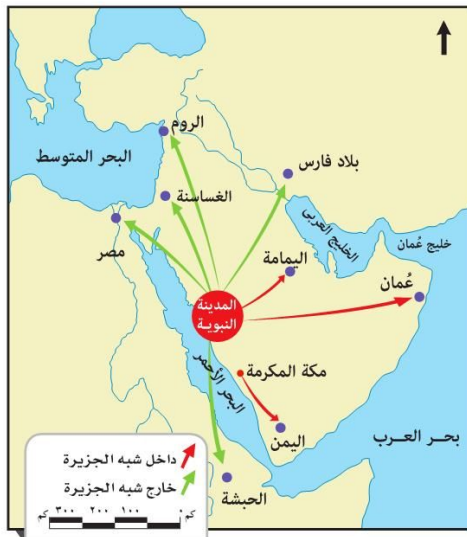 الروم
البحر المتوسط
بلاد فارس
الغساسنة
مصر
الخليج العربي
خليج عُمان
اليمامة
عُمان
المدينة
النبوية
مكة المكرمة
البحر الأحمر
اليمن
بحر العرب
الحبشة
داخل شبه الجزيرة
خارج شبه الجزيرة
كم ٣٠٠ ٢٠٠ ١٠٠ كم